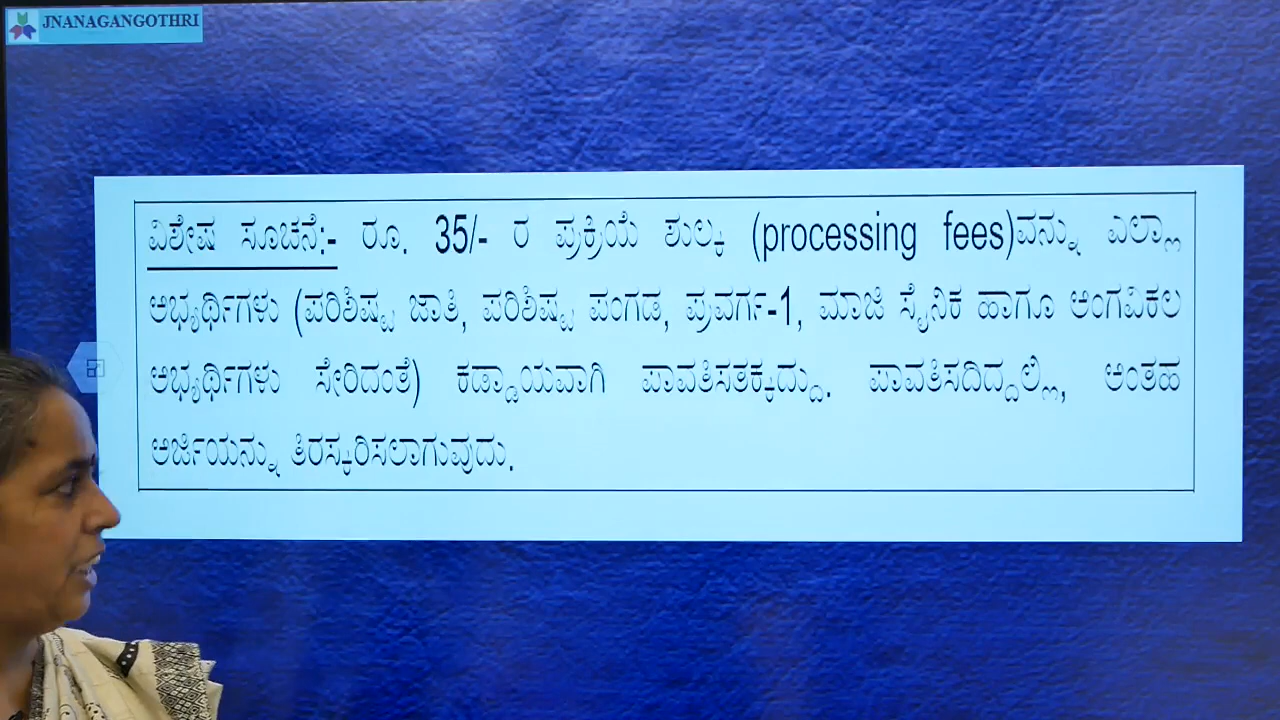 JNANAGANGOTHRI
ವಿಶೇಷ ಸೂಚನೆ:- ರೂ. 35/- ರ ಪ್ರಕ್ರಿಯೆ ಶುಲ್ಕ (processing fees)ವನ್ನು ಎಲ್ಲಾ
ಅಭ್ಯರ್ಥಿಗಳು (ಪರಿಶಿಷ್ಟ ಜಾತಿ, ಪರಿಶಿಷ್ಟ ಪಂಗಡ, ಪ್ರವರ್ಗ-1, ಮಾಜಿ ಸೈನಿಕ ಹಾಗೂ ಅಂಗವಿಕಲ
ಅಭ್ಯರ್ಥಿಗಳು ಸೇರಿದಂತೆ) ಕಡ್ಡಾಯವಾಗಿ ಪಾವತಿಸತಕ್ಕದ್ದು. ಪಾವತಿಸದಿದ್ದಲ್ಲಿ, ಅಂತಹ
ಅರ್ಜಿಯನ್ನು ತಿರಸ್ಕರಿಸಲಾಗುವುದು.